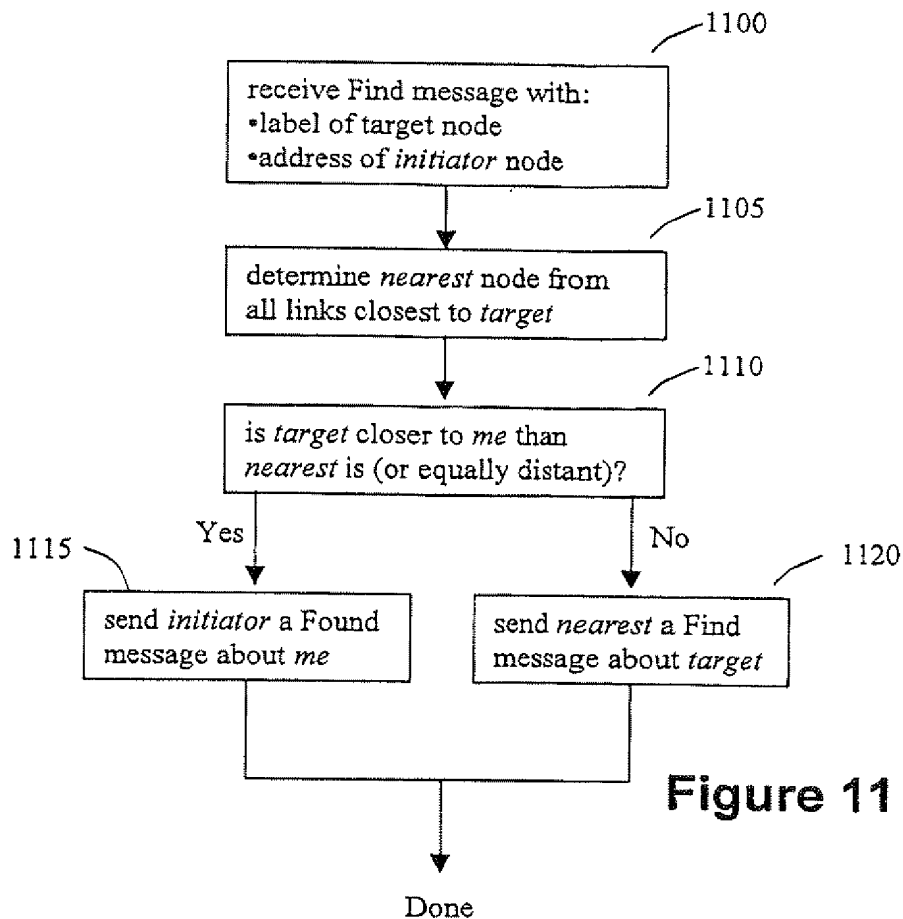 1100
receive Find message with:
•label of target node
•address of initiator node
1105
determine nearest node from
all links closest to target
1110
is target closer to me than
nearest is (or equally distant)?
Yes
No
1115
1120
send initiator a Found
message about me
send nearest a Find
message about target
Figure 11
Done